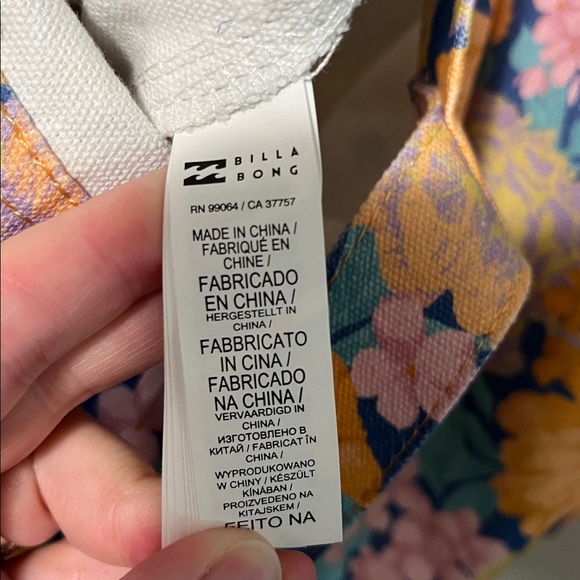 BILLA
BONG
RN 99064 / CA 37757
MADE IN CHINA /
FABRIQUÉ EN
CHINE /
FABRICADO
EN CHINA /
HERGESTELLT IN
CHINA /
FABBRICATO
IN CINA /
FABRICADO
NA CHINA /
VERVAARDIGD IN
CHINA /
ИЗГОТОВЛЕНО В
КИТАЙ / FABRICAT ÎN
CHINA /
WYPRODUKOWANO
W CHINY / KÉSZÜLT
KÍNÁBAN /
PROIZVEDENO NA
KITAJSKEM /
FEITO NA